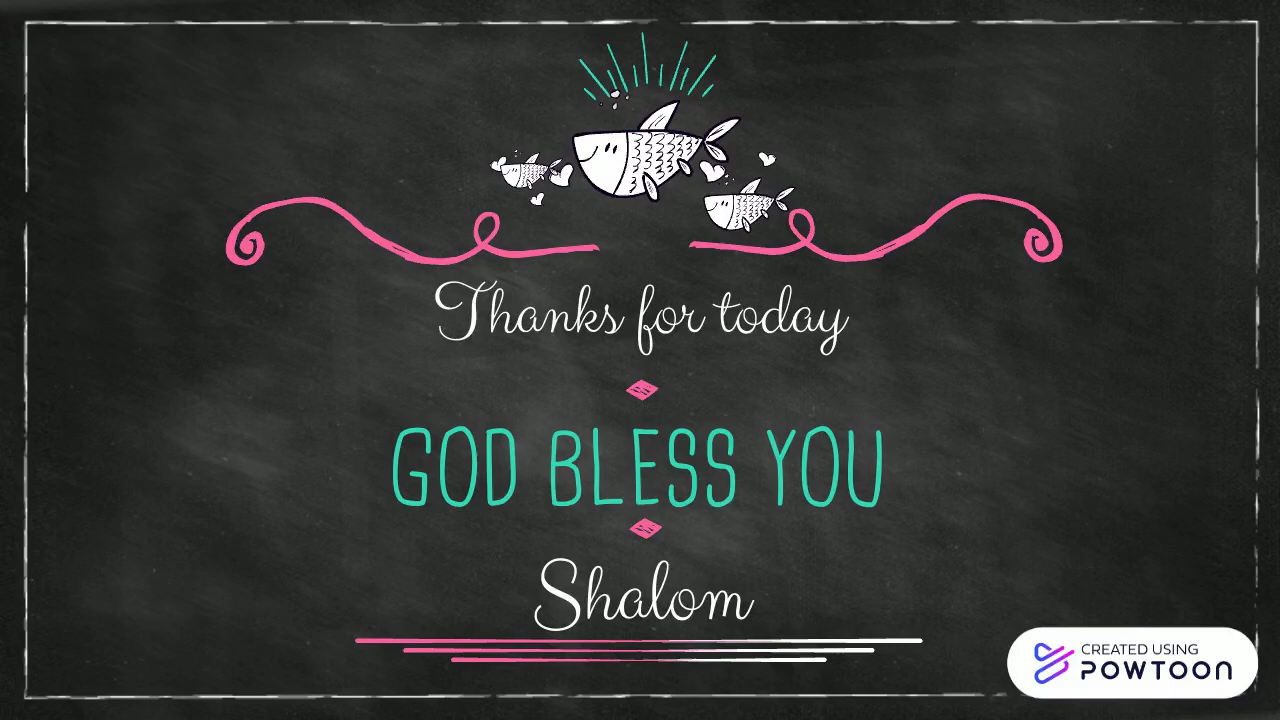 Thanks for today
GOD BLESS YOU
Shalom
CREATED USING
POWTOON